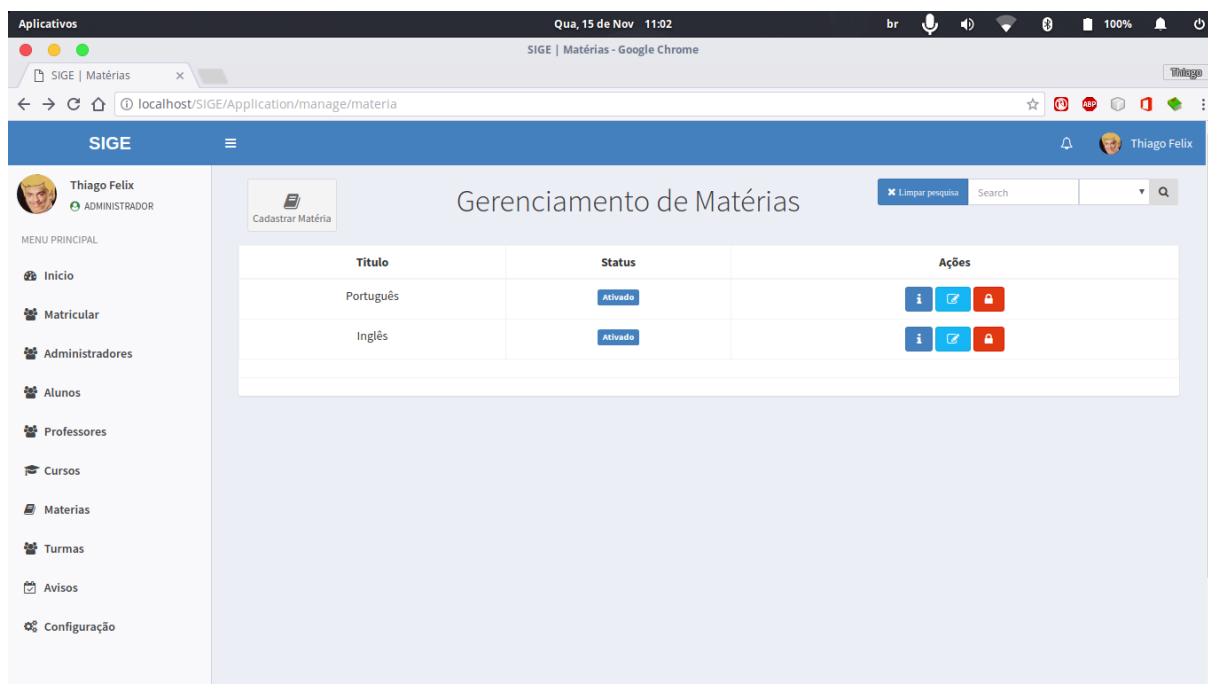 Aplicativos Qua, 15 de Nov 11:02 br 100%
SIGE | Matérias - Google Chrome
SIGE | Matérias Thiago
localhost/SIGE/Application/manage/materia ABP
SIGE Thiago Felix
Thiago Felix
ADMINISTRADOR
MENU PRINCIPAL
Inicio
Matricular
Administradores
Alunos
Professores
Cursos
Materias
Turmas
Avisos
Configuração
Cadastrar Matéria
Gerenciamento de Matérias
Limpar pesquisa Search
Titulo Status Ações
Português Ativado
Inglês Ativado